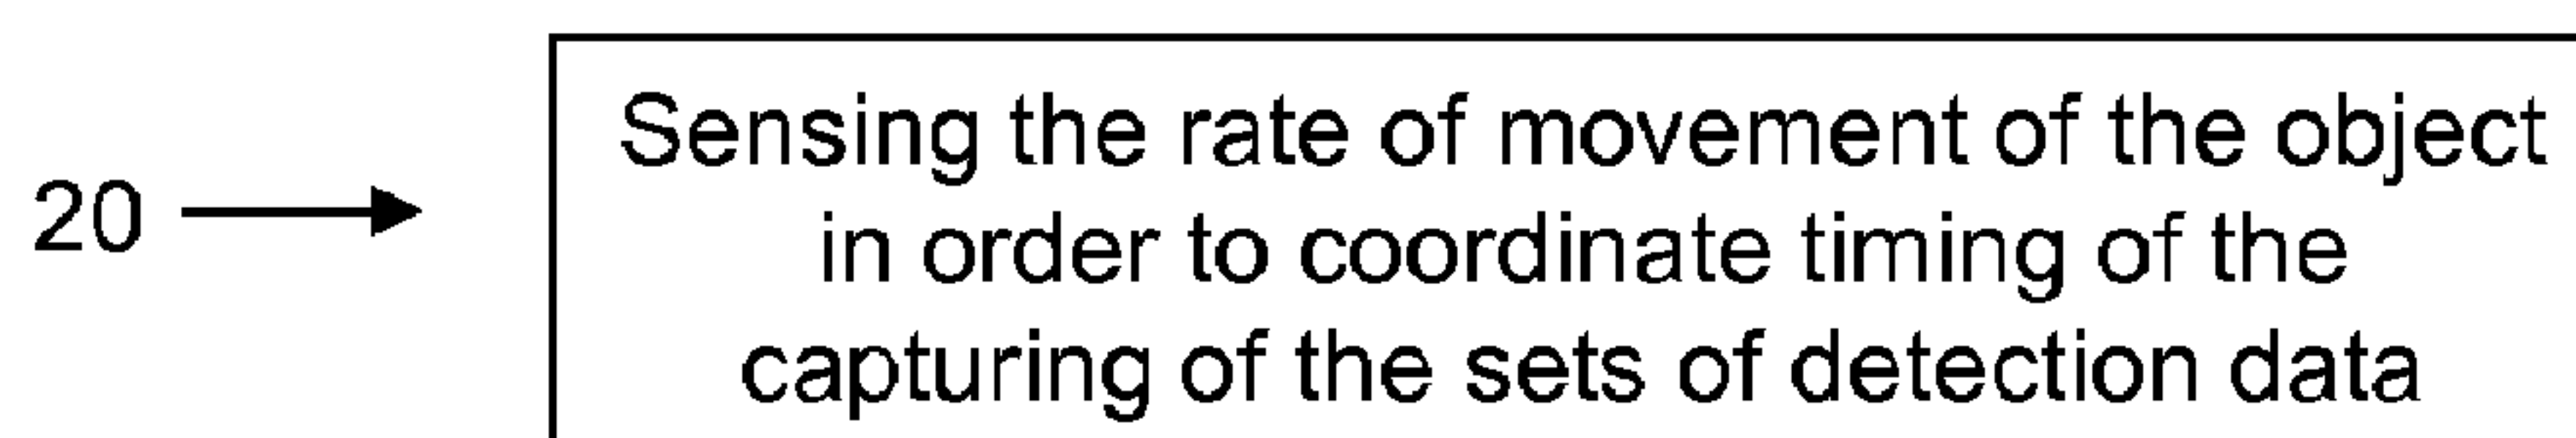 Sensing the rate of movement of the object
20
in order to coordinate timing of the
capturing of the sets of detection data